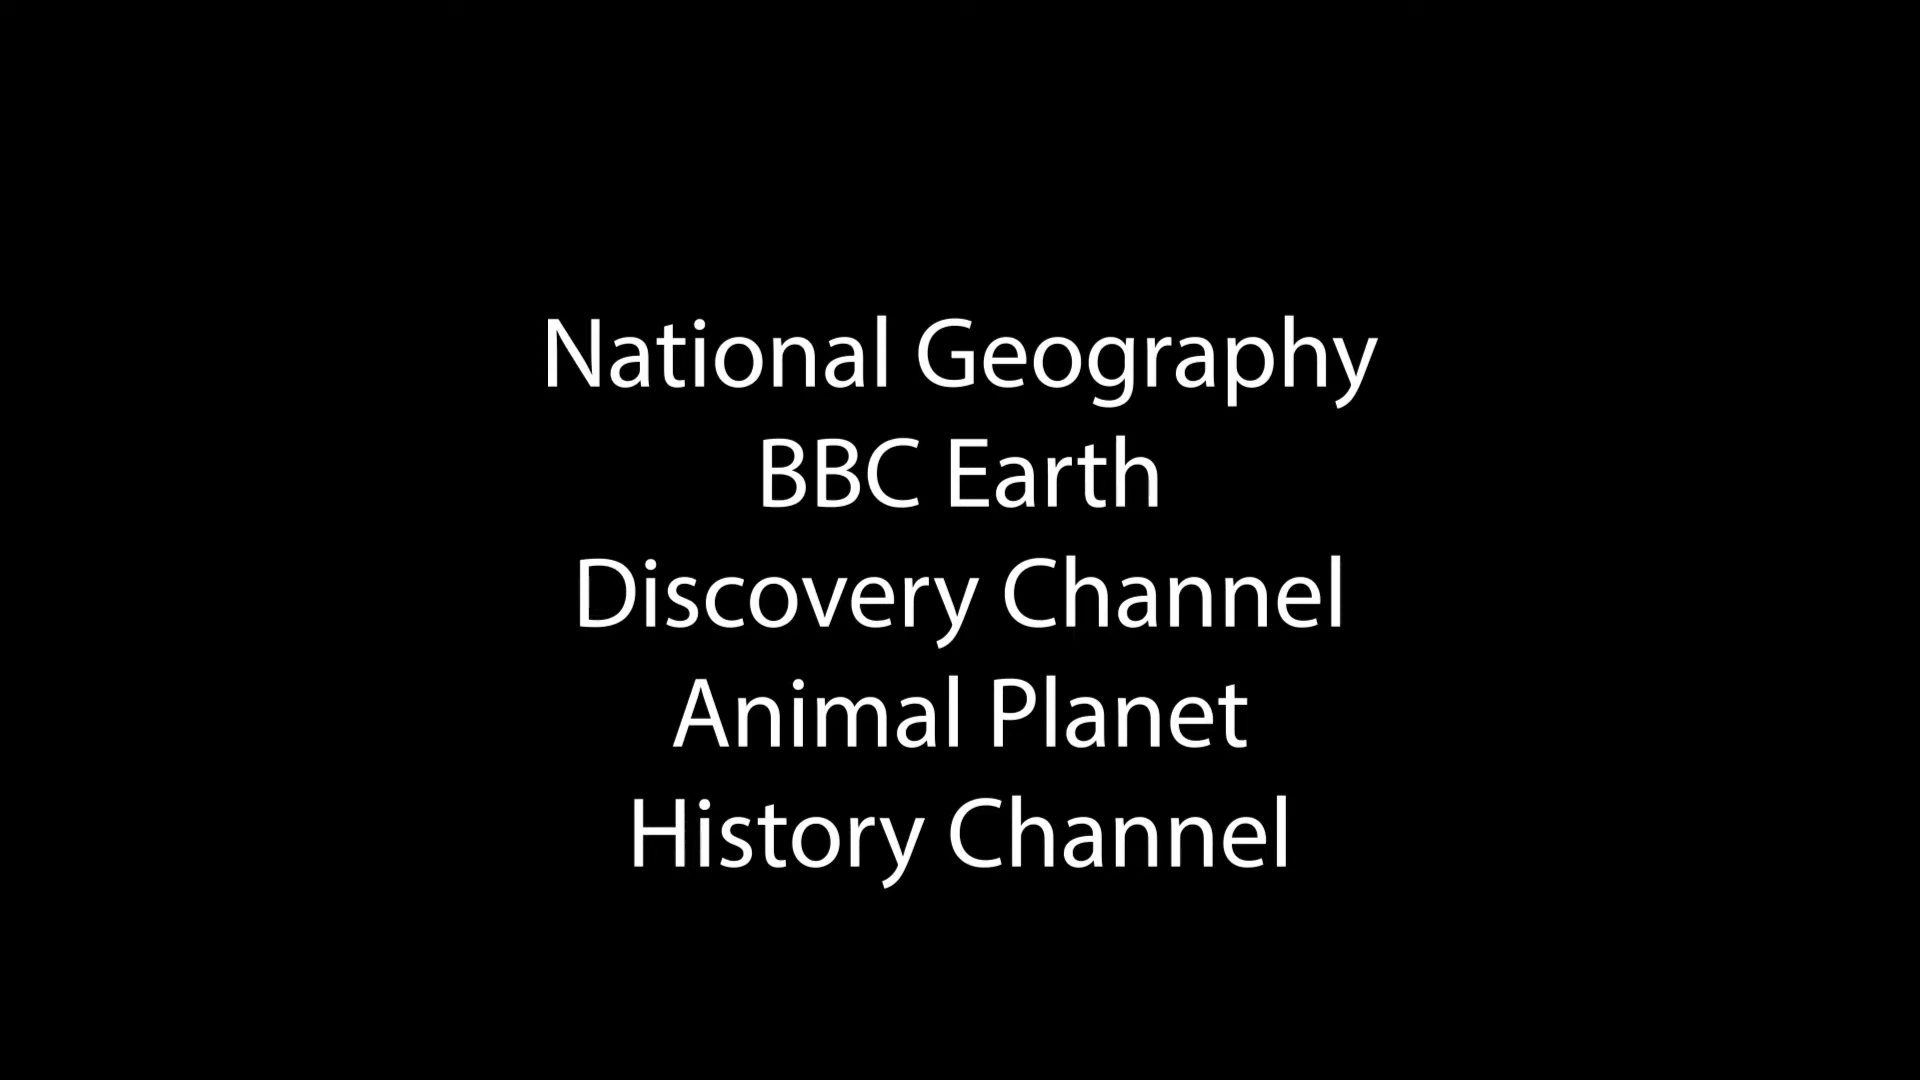 National Geography
BBC Earth
Discovery Channel
Animal Planet
History Channel